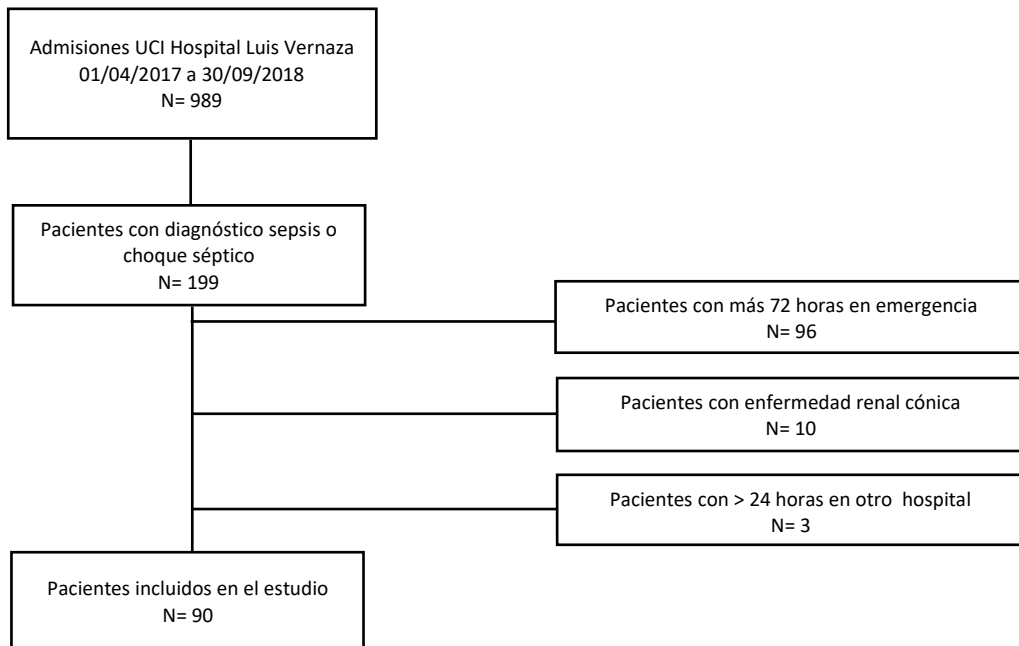 Admisiones UCI Hospital Luis Vernaza
01/04/2017 a 30/09/2018
N= 989
Pacientes con diagnóstico sepsis o
choque séptico
N= 199
Pacientes con más 72 horas en emergencia
N= 96
Pacientes con enfermedad renal cónica
N= 10
Pacientes con > 24 horas en otro  hospital
N= 3
Pacientes incluidos en el estudio
N= 90